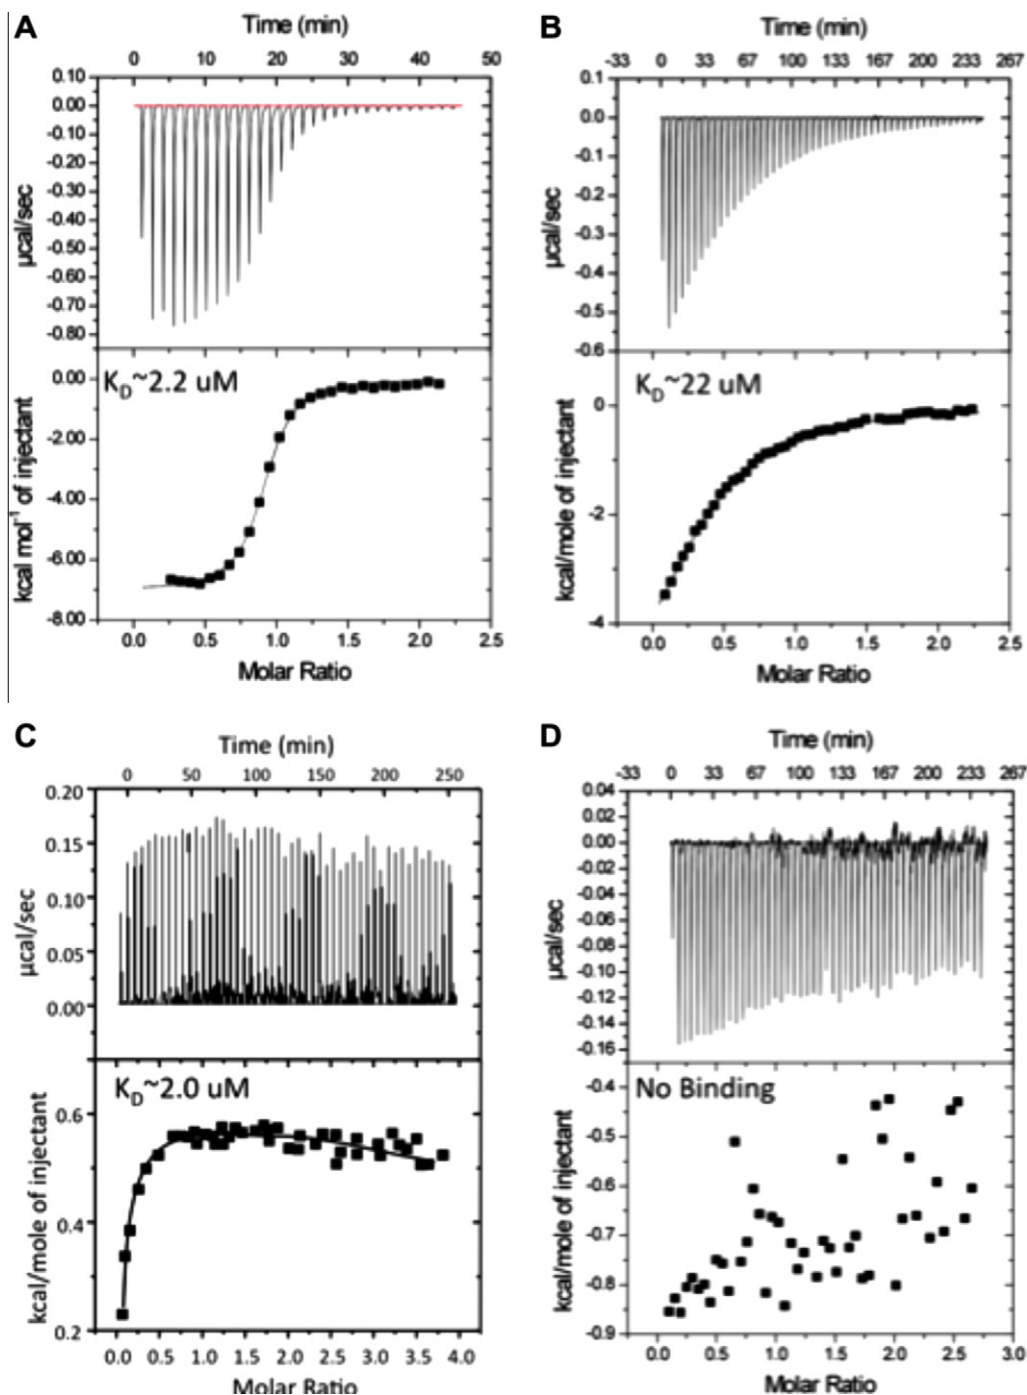 A
Time (min)
0 10 20 30 40 50
0.10
0.00
-0.10
-0.20
-0.30
-0.40
-0.50
-0.60
-0.70
-0.80
µcal/sec
K_D~2.2 uM
0.00
-2.00
-4.00
-6.00
-8.00
kcal mol⁻¹ of injectant
0.0 0.5 1.0 1.5 2.0 2.5
Molar Ratio
B
Time (min)
-33 0 33 67 100 133 167 200 233 267
0.1
0.0
-0.1
-0.2
-0.3
-0.4
-0.5
-0.6
µcal/sec
K_D~22 uM
0
-2
-4
kcal/mole of injectant
0.0 0.5 1.0 1.5 2.0 2.5
Molar Ratio
C
Time (min)
0 50 100 150 200 250
0.20
0.15
0.10
0.05
0.00
µcal/sec
K_D~2.0 uM
0.6
0.4
0.2
kcal/mole of injectant
0.0 0.5 1.0 1.5 2.0 2.5 3.0 3.5 4.0
Molar Ratio
D
Time (min)
-33 0 33 67 100 133 167 200 233 267
0.04
0.02
0.00
-0.02
-0.04
-0.06
-0.08
-0.10
-0.12
-0.14
-0.16
µcal/sec
No Binding
-0.4
-0.5
-0.6
-0.7
-0.8
-0.9
kcal/mole of injectant
0.0 0.5 1.0 1.5 2.0 2.5 3.0
Molar Ratio